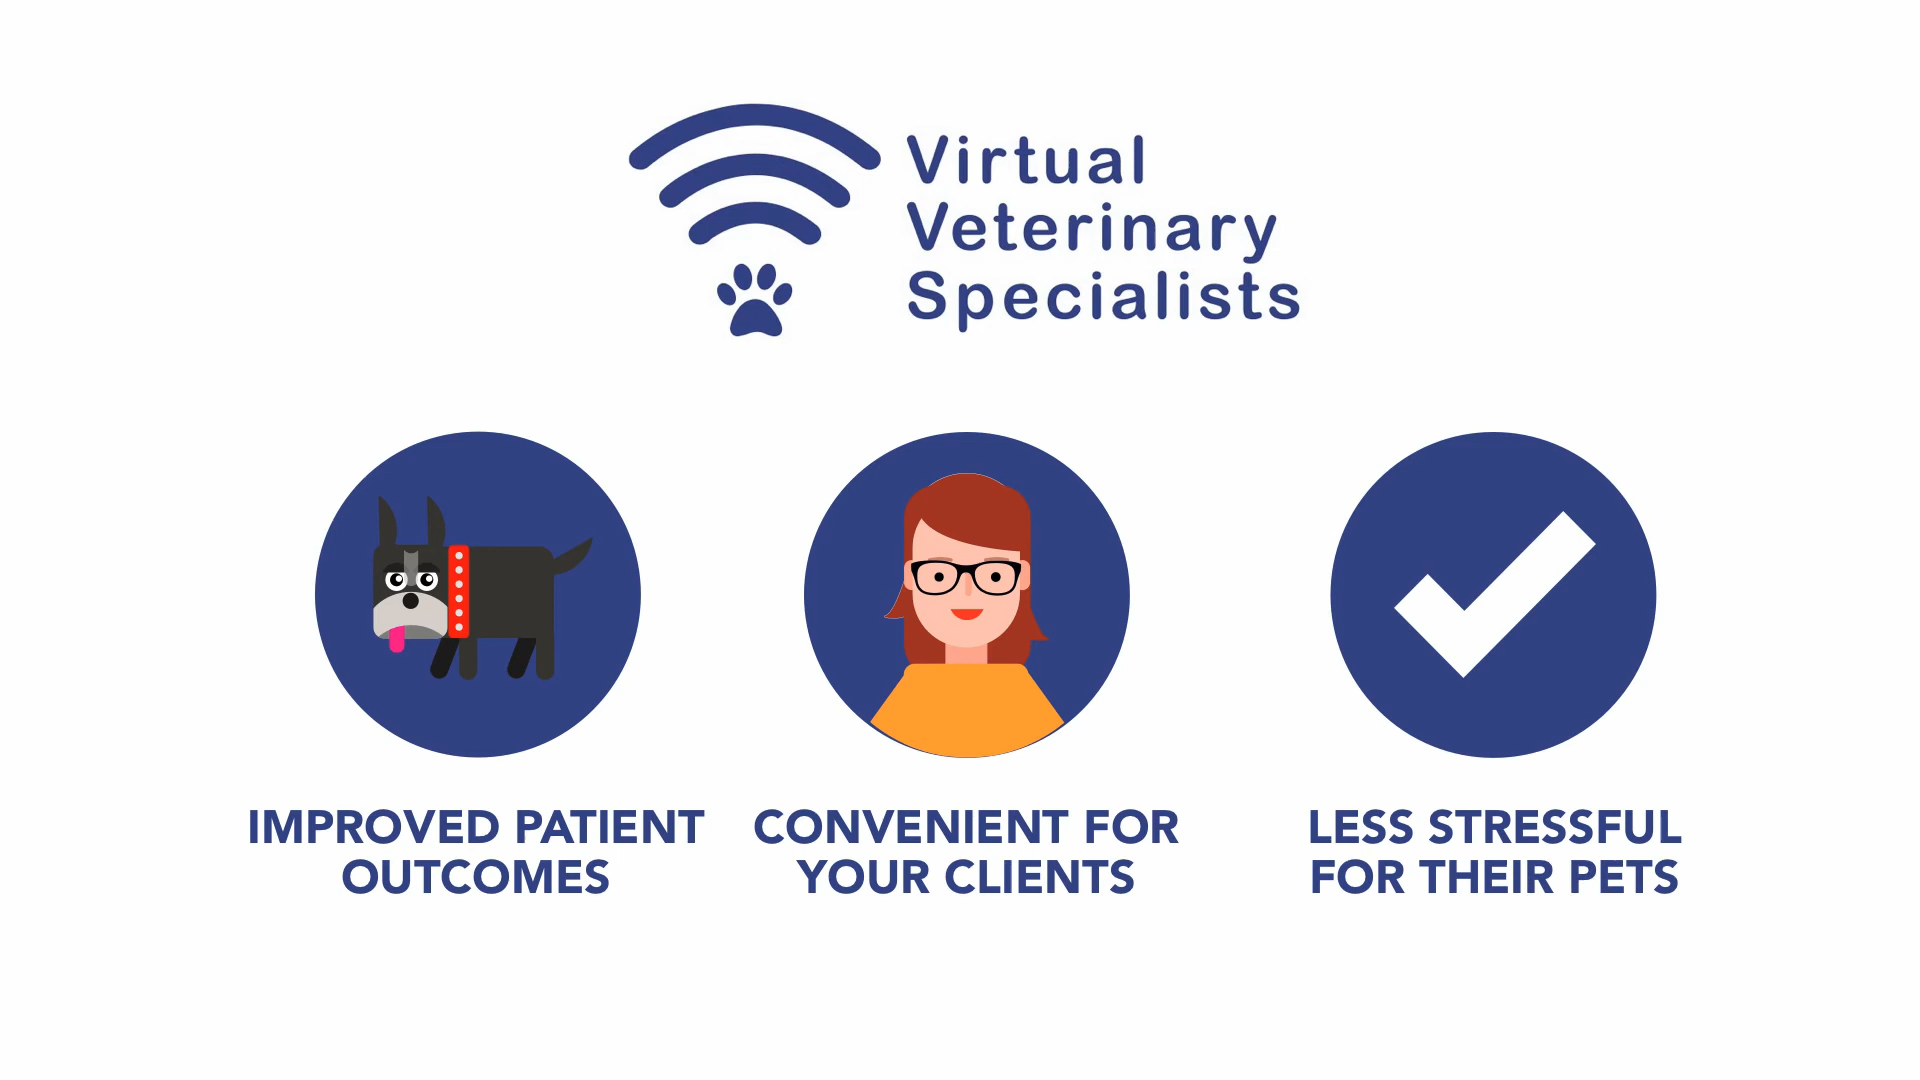 Virtual
Veterinary
Specialists
IMPROVED PATIENT
OUTCOMES
CONVENIENT FOR
YOUR CLIENTS
LESS STRESSFUL
FOR THEIR PETS